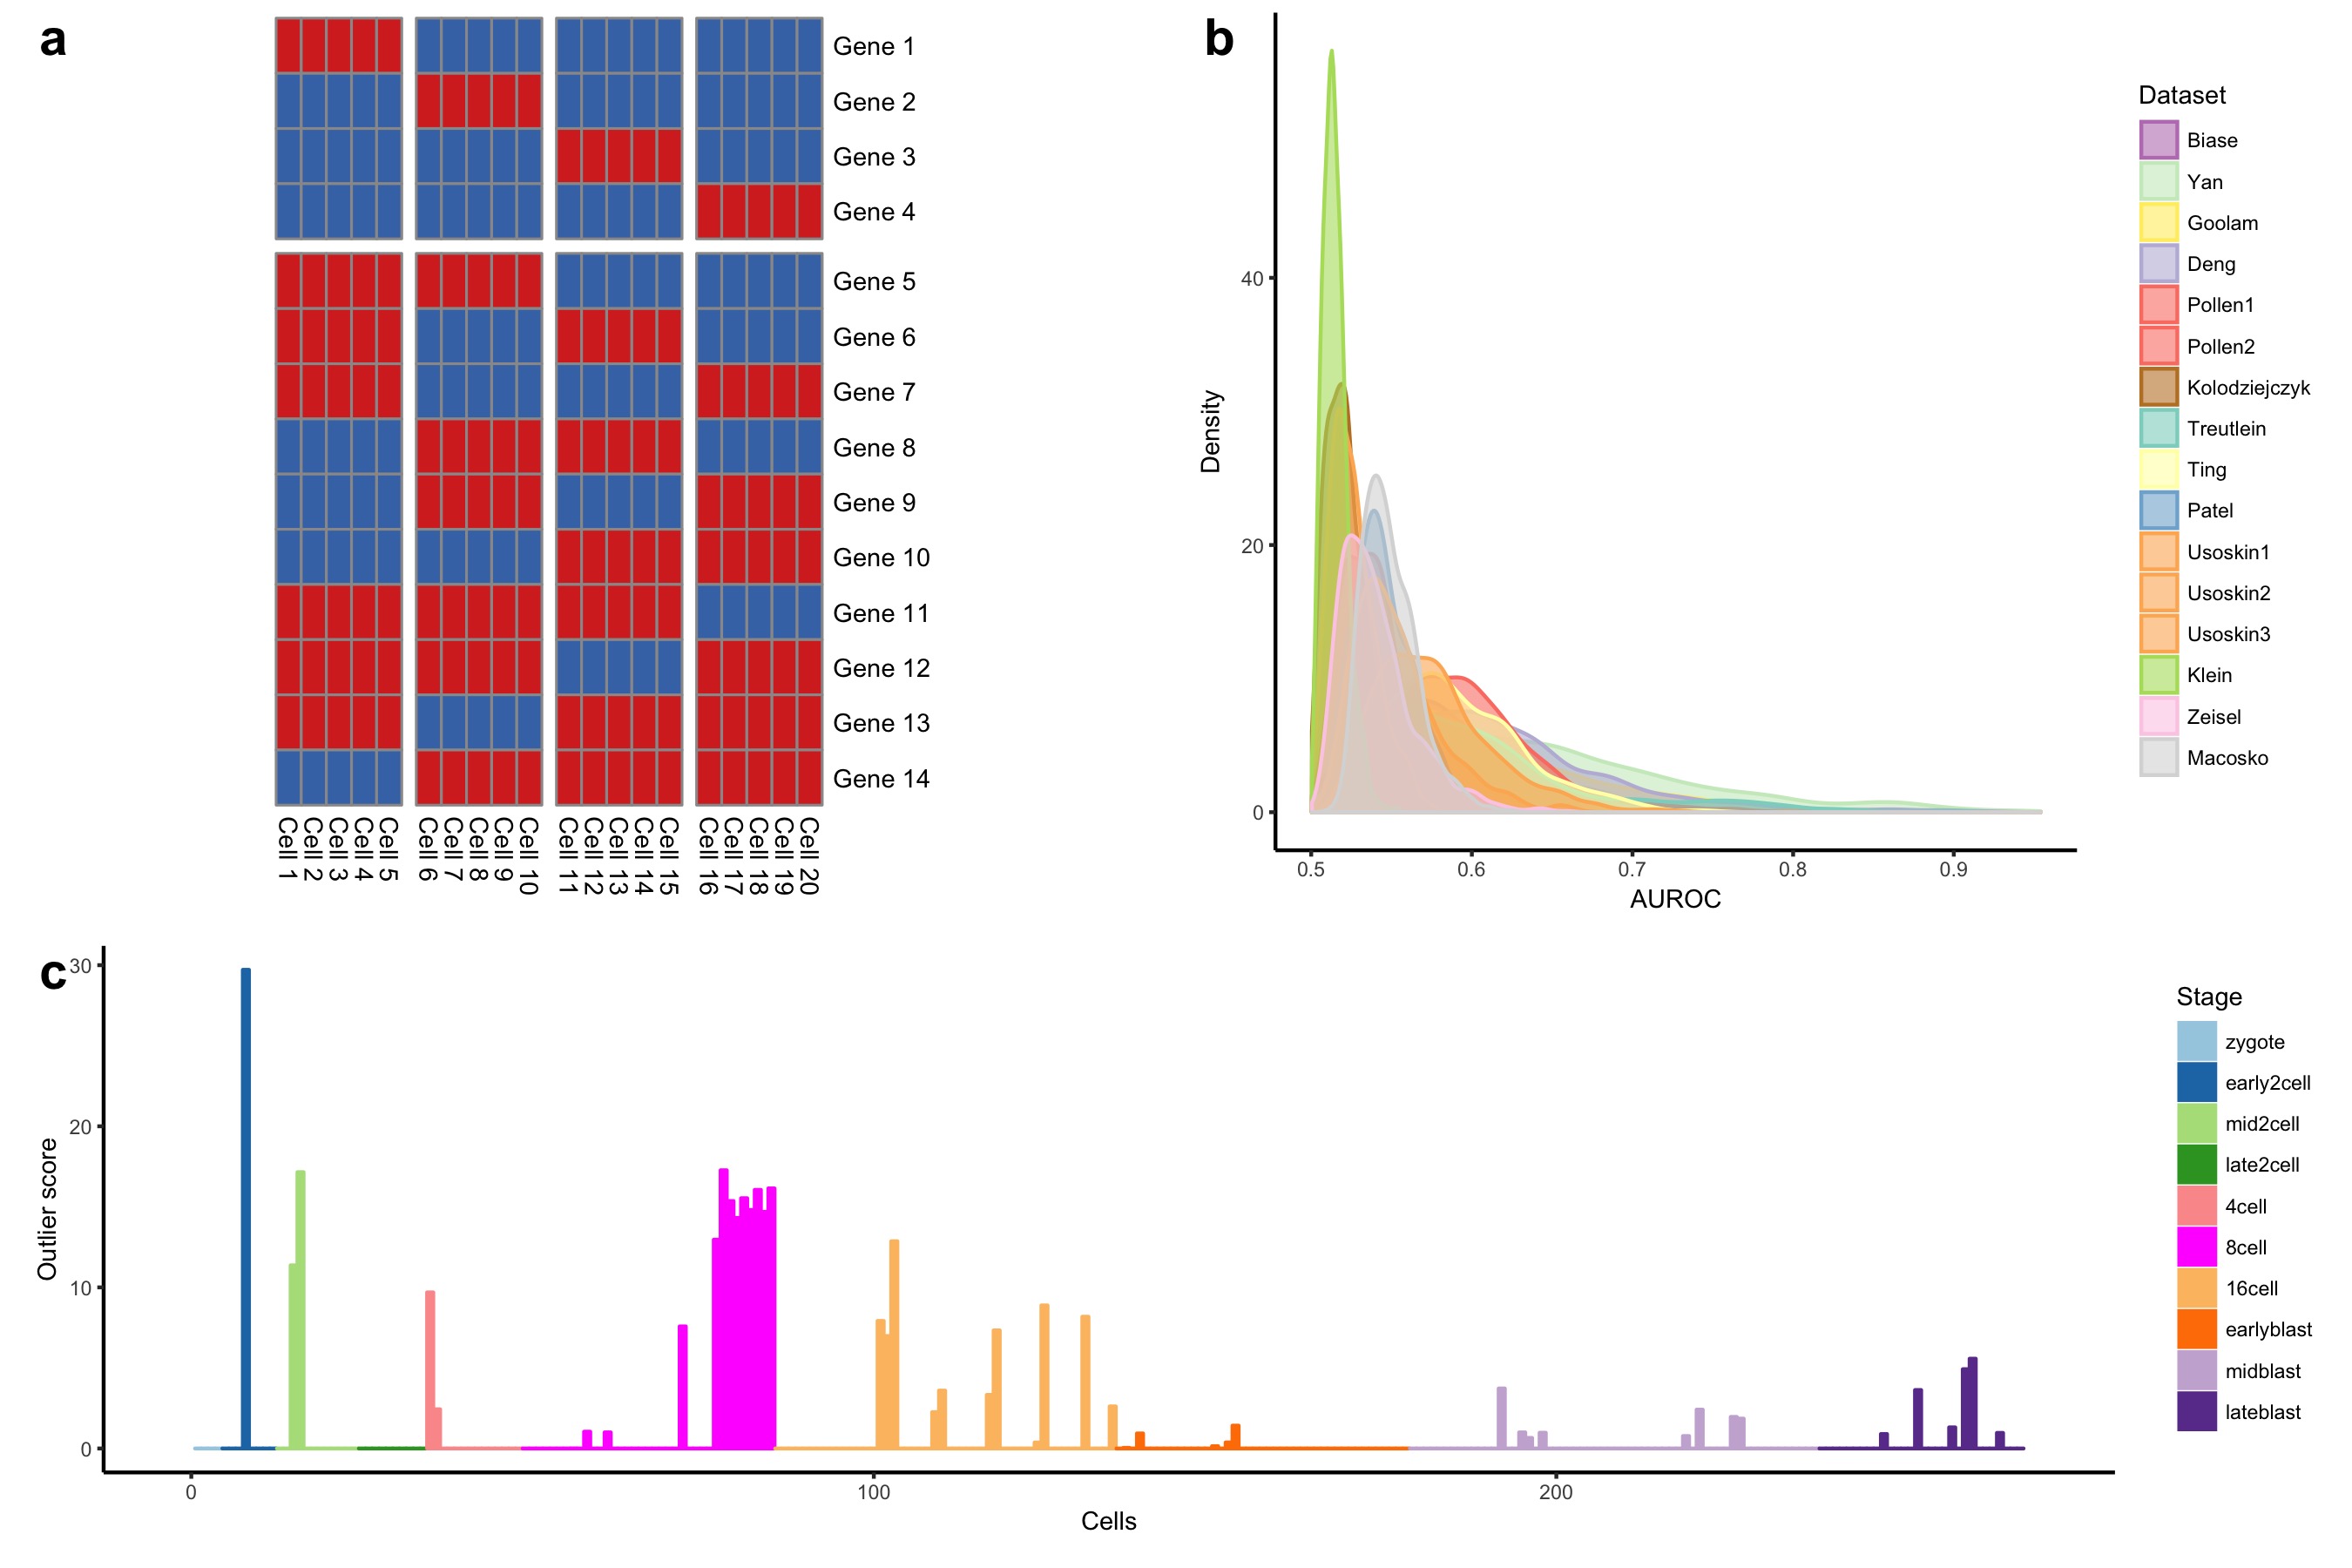 a
Gene 1
Gene 2
Gene 3
Gene 4
Gene 5
Gene 6
Gene 7
Gene 8
Gene 9
Gene 10
Gene 11
Gene 12
Gene 13
Gene 14
Cell 1
Cell 2
Cell 3
Cell 4
Cell 5
Cell 6
Cell 7
Cell 8
Cell 9
Cell 10
Cell 11
Cell 12
Cell 13
Cell 14
Cell 15
Cell 16
Cell 17
Cell 18
Cell 19
Cell 20
b
Density
40
20
0
0.5 0.6 0.7 0.8 0.9
AUROC
Dataset
Biase
Yan
Goolam
Deng
Pollen1
Pollen2
Kolodziejczyk
Treutlein
Ting
Patel
Usoskin1
Usoskin2
Usoskin3
Klein
Zeisel
Macosko
c
Outlier score
30
20
10
0
0 100 200
Cells
Stage
zygote
early2cell
mid2cell
late2cell
4cell
8cell
16cell
earlyblast
midblast
lateblast